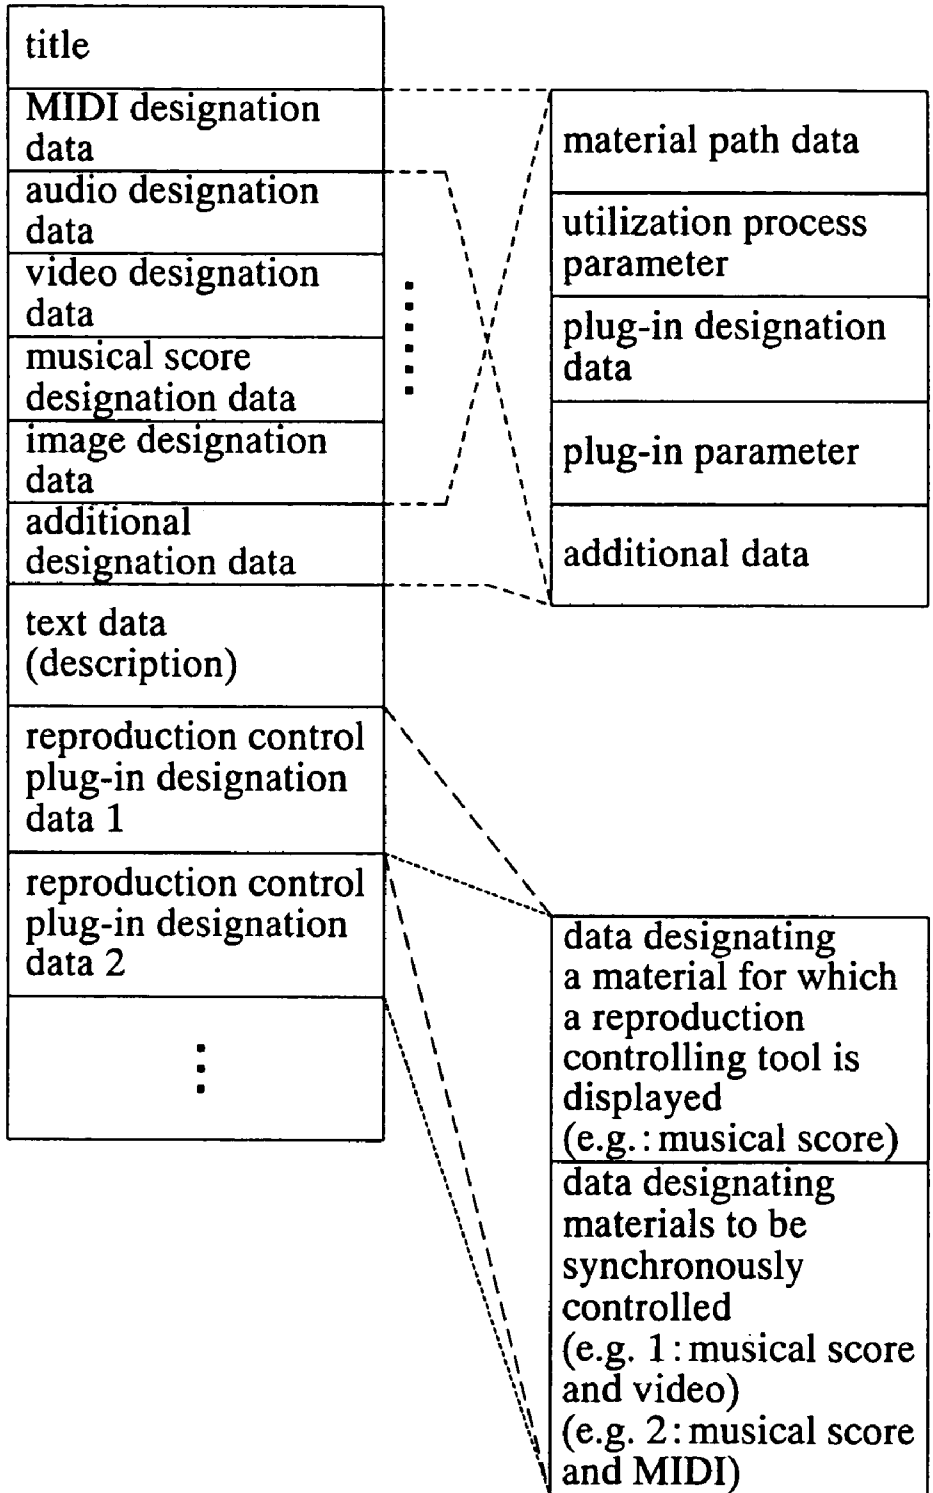 title
MIDI designation
data
audio designation
data
video designation
data
musical score
designation data
image designation
data
additional
designation data
text data
(description)
reproduction control
plug-in designation
data 1
reproduction control
plug-in designation
data 2
material path data
utilization process
parameter
plug-in designation
data
plug-in parameter
additional data
data designating
a material for which
a reproduction
controlling tool is
displayed
(e.g.: musical score)
data designating
materials to be
synchronously
controlled
(e.g. 1: musical score
and video)
(e.g. 2: musical score
and MIDI)